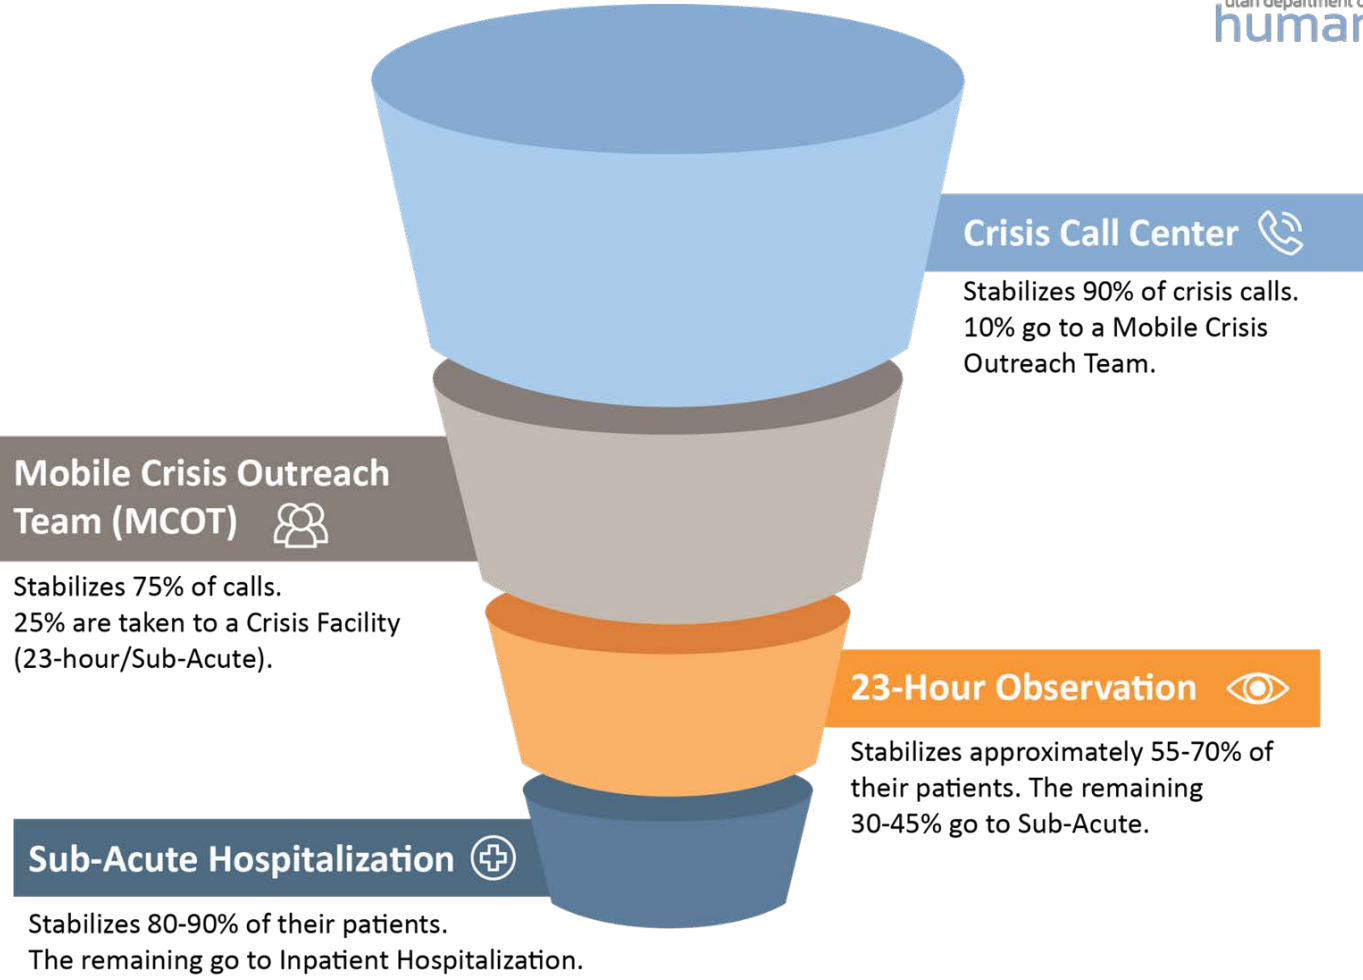 utah department o
human
Crisis Call Center
Stabilizes 90% of crisis calls.
10% go to a Mobile Crisis
Outreach Team.
Mobile Crisis Outreach
Team (MCOT)
Stabilizes 75% of calls.
25% are taken to a Crisis Facility
(23-hour/Sub-Acute).
23-Hour Observation
Stabilizes approximately 55-70% of
their patients. The remaining
30-45% go to Sub-Acute.
Sub-Acute Hospitalization
Stabilizes 80-90% of their patients.
The remaining go to Inpatient Hospitalization.